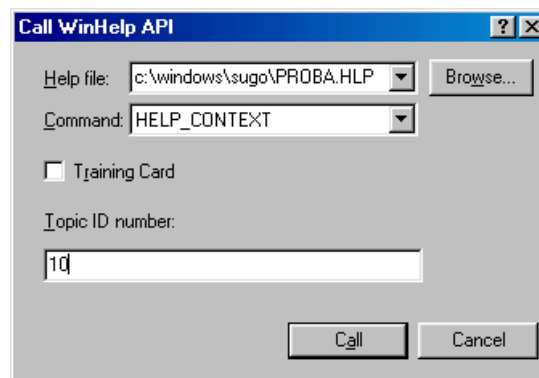 Call WinHelp API
Help file: c:\windows\sugo\PROBA.HLP Browse...
Command: HELP_CONTEXT
Training Card
Topic ID number:
10
Call Cancel